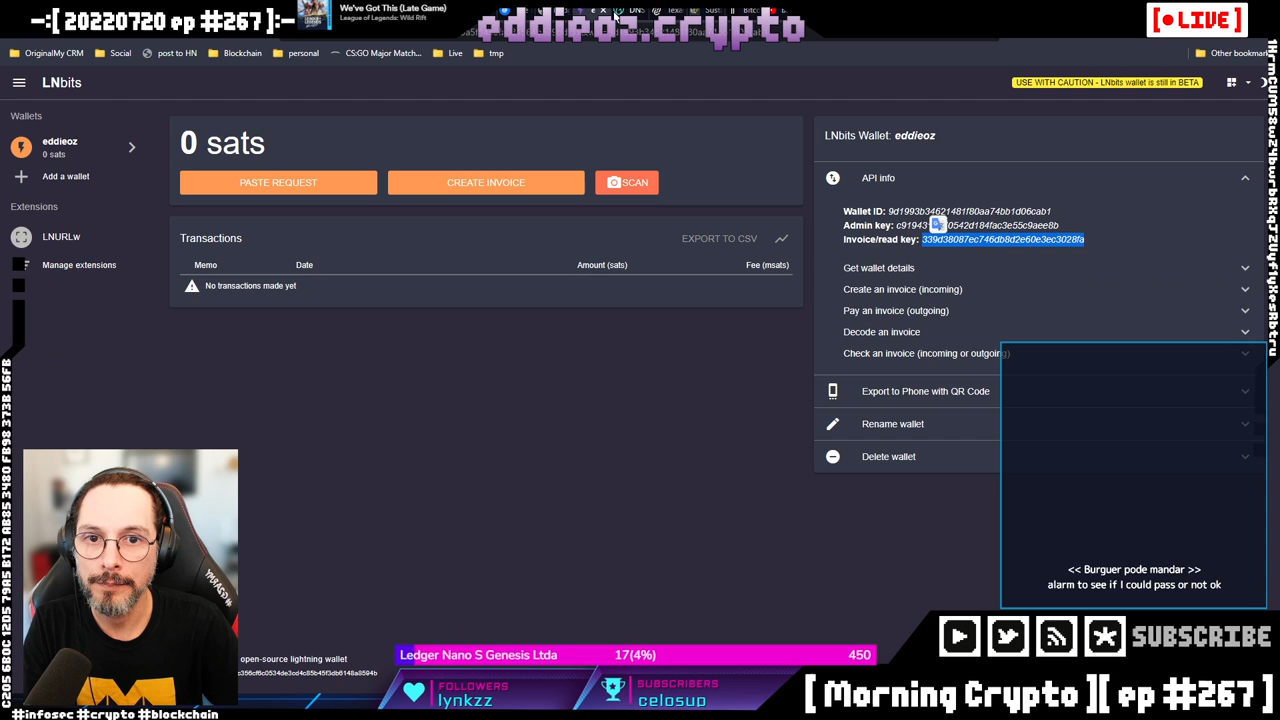 -:[ 20220720 ep #267 ]:-
We've Got This (Late Game)
League of Legends: Wild Rift
eddieoz.crypto
[●LIVE]
OriginalMy CRM
Social
post to HN
Blockchain
personal
CS:GO Major Match...
Live
tmp
Other bookmar
LNbits
USE WITH CAUTION - LNbits wallet is still in BETA
Wallets
eddieoz
0 sats
Add a wallet
Extensions
LNURLw
Manage extensions
0 sats
PASTE REQUEST
CREATE INVOICE
SCAN
Transactions
EXPORT TO CSV
Memo
Date
Amount (sats)
Fee (msats)
No transactions made yet
LNbits Wallet: eddieoz
API info
Wallet ID: 9d1993b34621481f80aa74bb1d06cab1
Admin key: c91943 0542d184fac3e55c9aee8b
Invoice/read key: 339d38087ec746db8d2e60e3ec3028fa
Get wallet details
Create an invoice (incoming)
Pay an invoice (outgoing)
Decode an invoice
Check an invoice (incoming or outgoing)
Export to Phone with QR Code
Rename wallet
Delete wallet
<< Burguer pode mandar >>
alarm to see if I could pass or not ok
open-source lightning wallet
Ledger Nano S Genesis Ltda
17(4%)
450
FOLLOWERS
lynkzz
SUBSCRIBERS
celosup
SUBSCRIBE
[ Morning Crypto ][ ep #267 ]
#infosec #crypto #blockchain